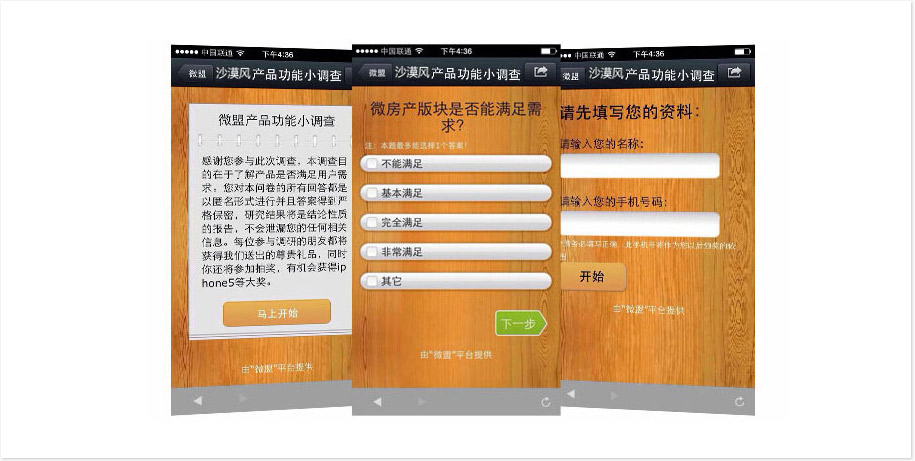 中国联通 下午4:36
微盟 沙漠风产品功能小调查
微盟产品功能小调查
感谢您参与此次调查，本调查目
的在于了解产品是否满足用户需
求。您对本问卷的所有回答都是
以匿名形式进行并且答案得到严
格保密，研究结果将是结论性质
的报告，不会泄漏您的任何相关
信息。每位参与调研的朋友都将
获得我们送出的尊贵礼品，同时
你还将参加抽奖，有机会获得ip
hone5等大奖。
马上开始
由“微盟”平台提供
中国联通 下午4:36
微盟 沙漠风产品功能小调查
微房产版块是否能满足需
求？
注：本题最多能选择1个答案！
不能满足
基本满足
完全满足
非常满足
其它
下一步
由“微盟”平台提供
中国联通 下午4:36
微盟 沙漠风产品功能小调查
请先填写您的资料：
请输入您的名称：
请输入您的手机号码：
开始
由“微盟”平台提供